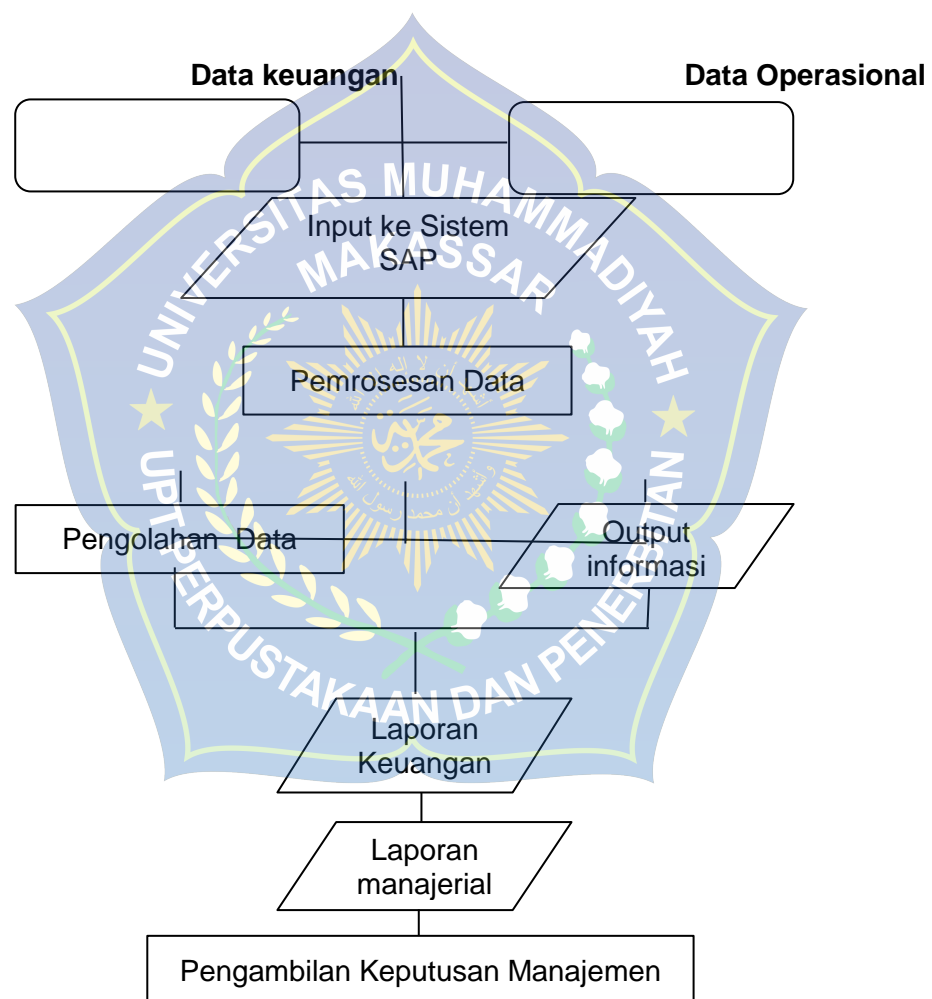 Data keuangan
Data Operasional
Input ke Sistem
SAP
Pemrosesan Data
Pengolahan Data
Output
informasi
Laporan
Keuangan
Laporan
manajerial
Pengambilan Keputusan Manajemen
UNIVERSITAS MUHAMMADIYAH
MAKASSAR
UPT PERPUSTAKAAN DAN PENERBITAN